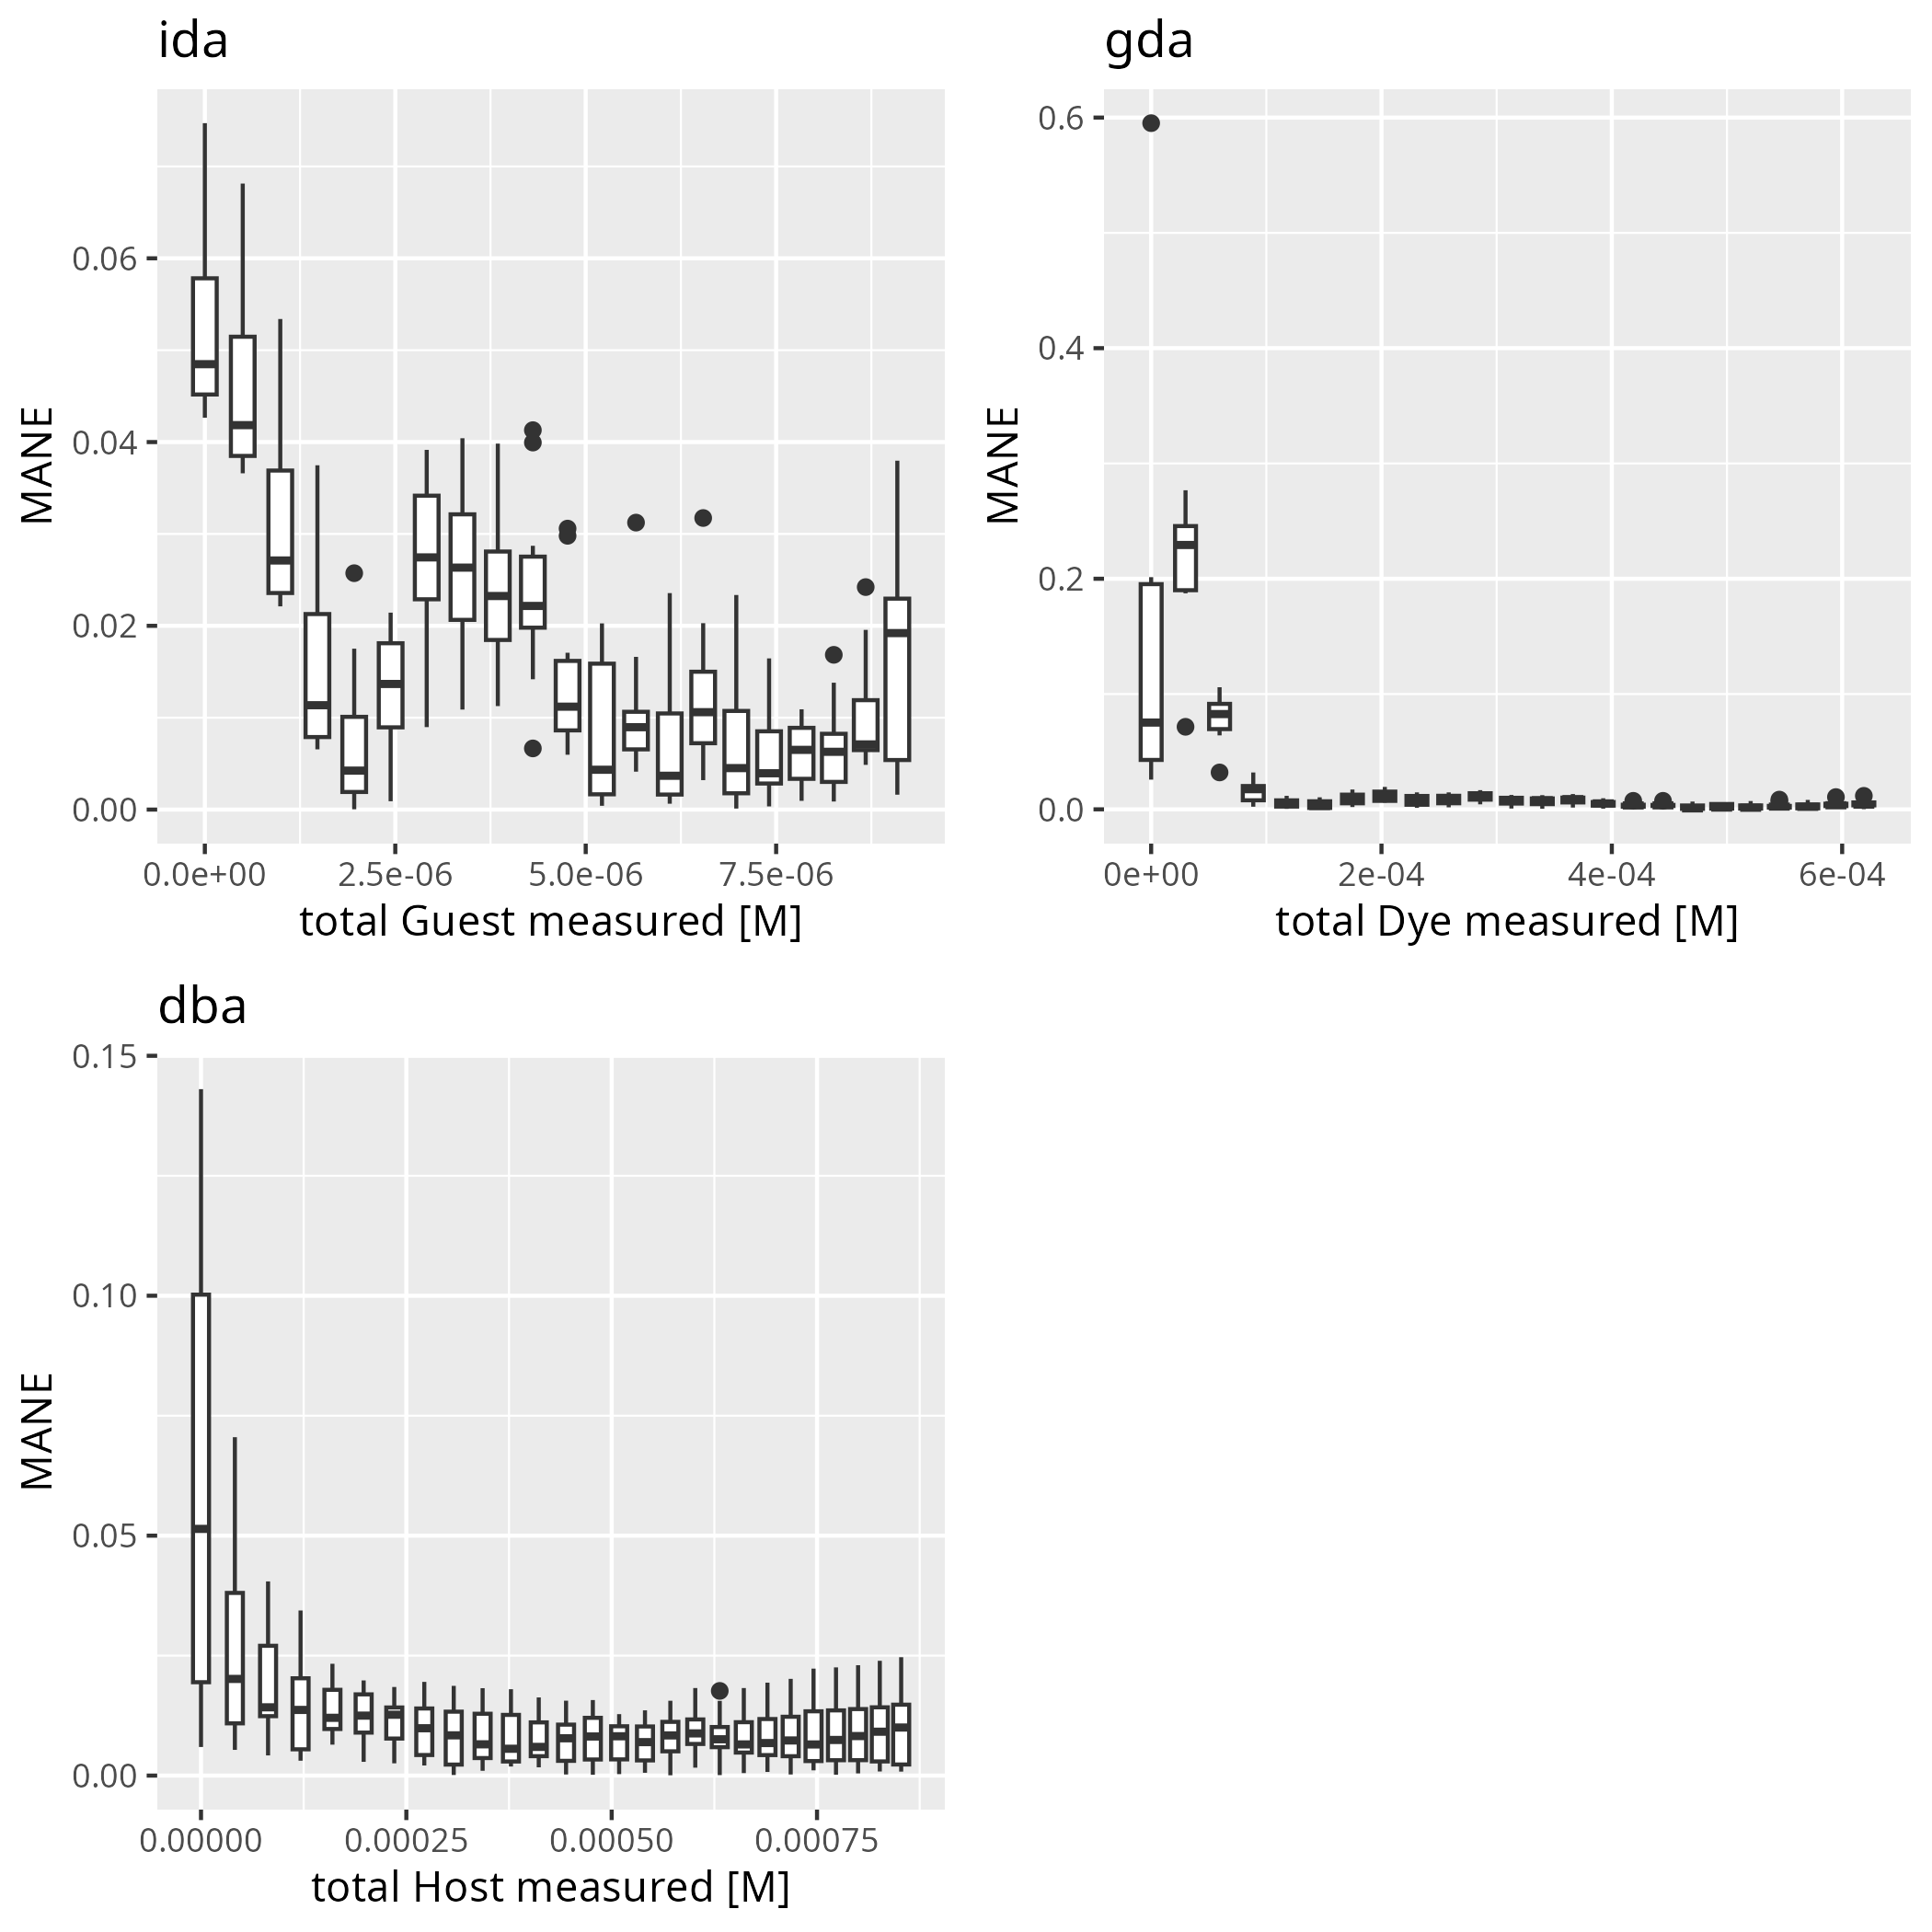 ida
MANE
0.06
0.04
0.02
0.00
0.0e+00 2.5e-06 5.0e-06 7.5e-06
total Guest measured [M]
gda
MANE
0.6
0.4
0.2
0.0
0e+00 2e-04 4e-04 6e-04
total Dye measured [M]
dba
MANE
0.15
0.10
0.05
0.00
0.00000 0.00025 0.00050 0.00075
total Host measured [M]